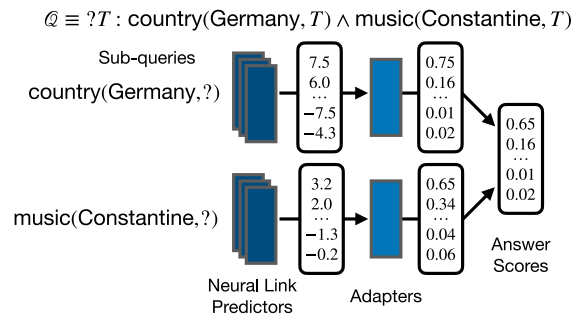 𝒬 ≡ ?T : country(Germany, T) ∧ music(Constantine, T)
Sub-queries
country(Germany, ?)
7.5
6.0
...
−7.5
−4.3
0.75
0.16
...
0.01
0.02
music(Constantine, ?)
3.2
2.0
...
−1.3
−0.2
0.65
0.34
...
0.04
0.06
0.65
0.16
...
0.01
0.02
Neural Link
Predictors
Adapters
Answer
Scores